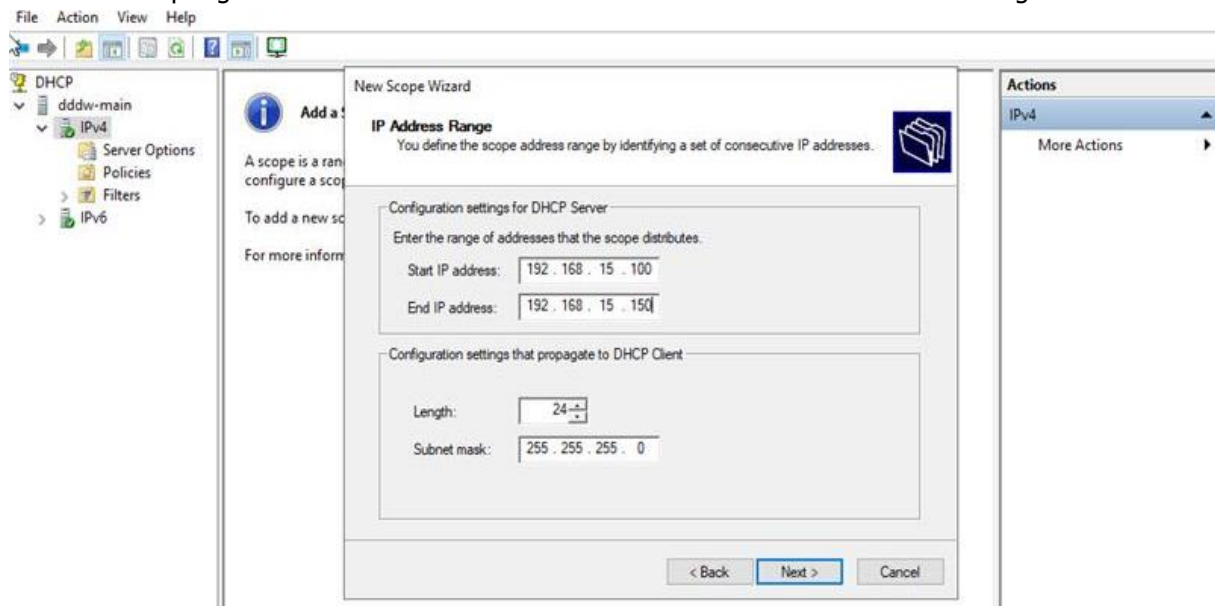 File Action View Help
DHCP
dddw-main
IPv4
Server Options
Policies
Filters
IPv6
Add a
A scope is a ran
configure a scop
To add a new sc
For more inform
New Scope Wizard
IP Address Range
You define the scope address range by identifying a set of consecutive IP addresses.
Configuration settings for DHCP Server
Enter the range of addresses that the scope distributes.
Start IP address: 192 . 168 . 15 . 100
End IP address: 192 . 168 . 15 . 150
Configuration settings that propagate to DHCP Client
Length: 24
Subnet mask: 255 . 255 . 255 . 0
< Back Next > Cancel
Actions
IPv4
More Actions